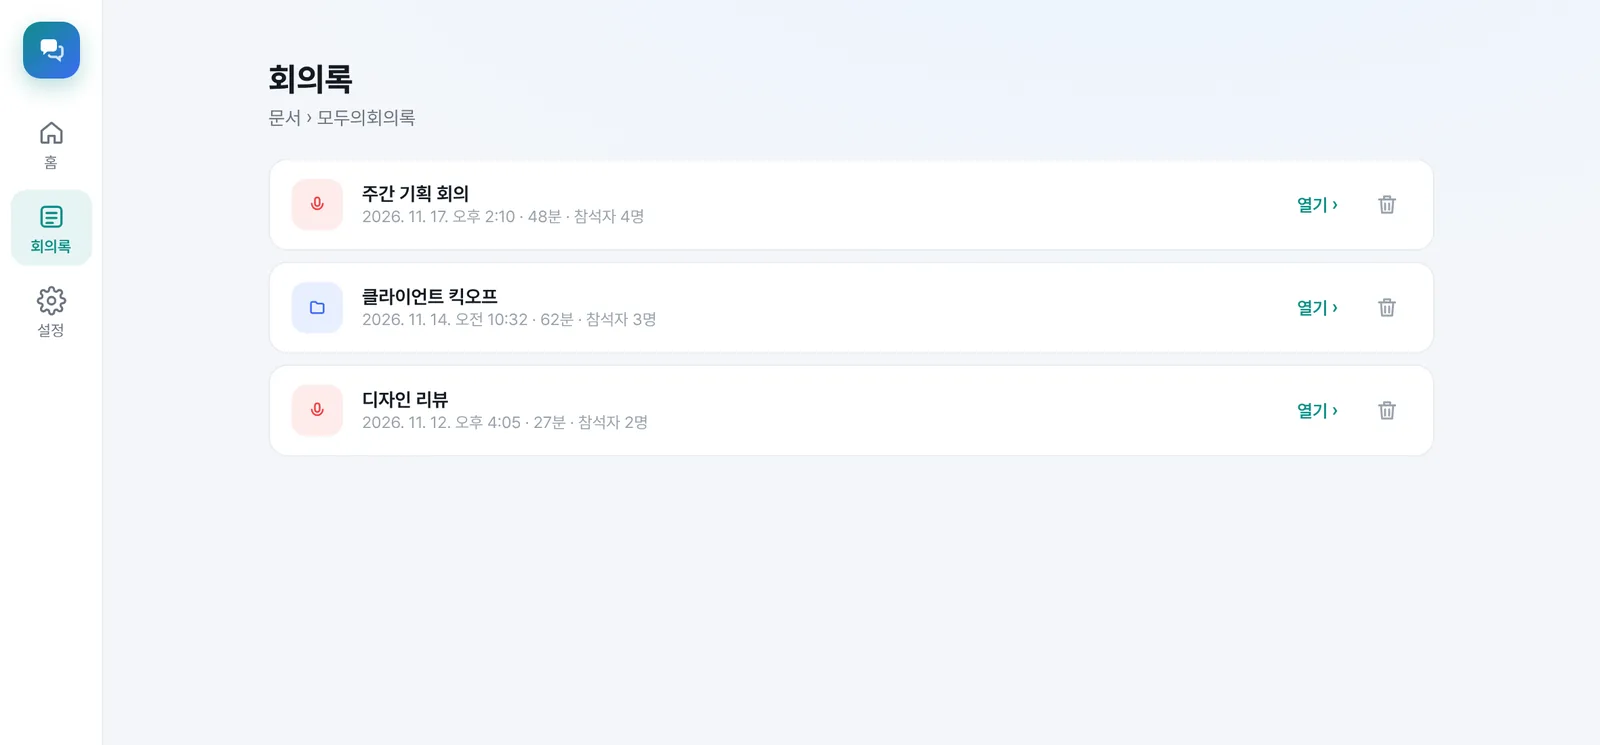 회의록
문서 › 모두의회의록
홈
회의록
설정
주간 기획 회의
2026. 11. 17. 오후 2:10 · 48분 · 참석자 4명
열기 ›
클라이언트 킥오프
2026. 11. 14. 오전 10:32 · 62분 · 참석자 3명
열기 ›
디자인 리뷰
2026. 11. 12. 오후 4:05 · 27분 · 참석자 2명
열기 ›